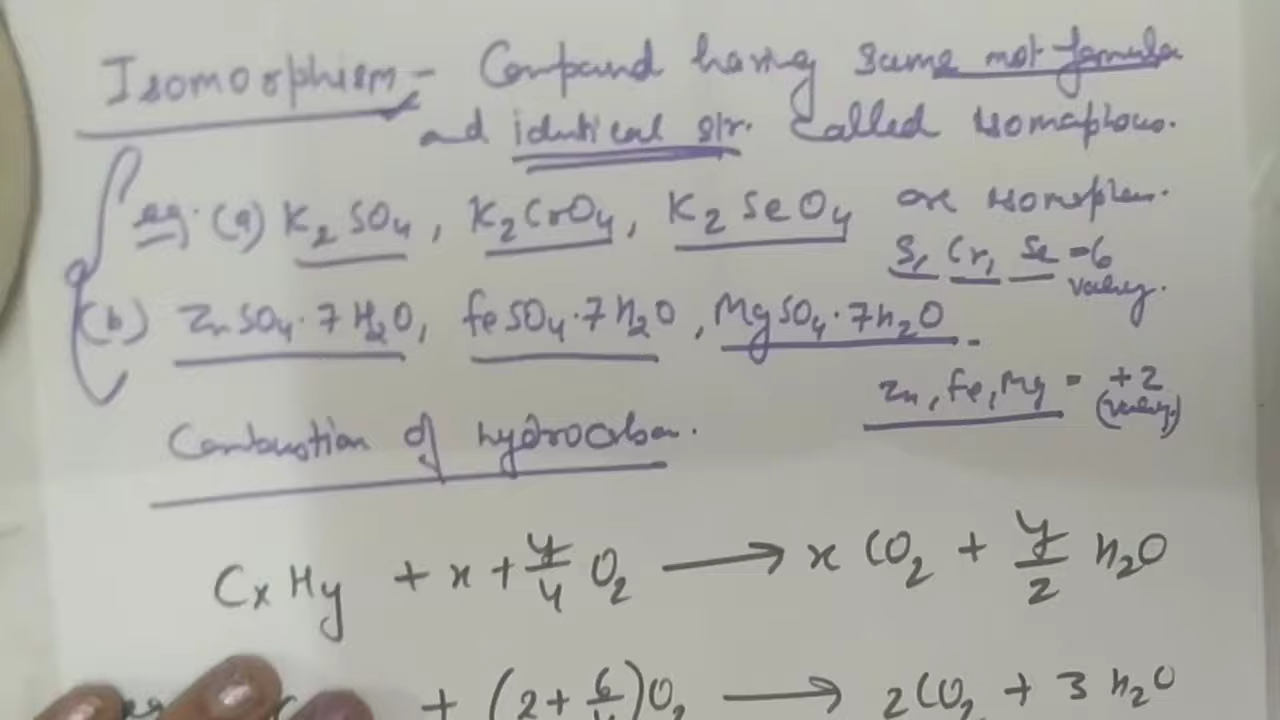 Isomorphism - Compound having same mol formula
and identical str. called isomorphous.
eg. (a) K₂SO₄, K₂CrO₄, K₂SeO₄ are isomorphous.
S, Cr, Se = 6
valency.
(b) ZnSO₄·7H₂O, FeSO₄·7H₂O, MgSO₄·7H₂O.
Zn, Fe, Mg = +2
(valency)
Combustion of hydrocarbon.
CxHy + x + y/4 O₂ ⟶ x CO₂ + y/2 H₂O
+ (2 + 6/4) O₂ ⟶ 2CO₂ + 3 H₂O